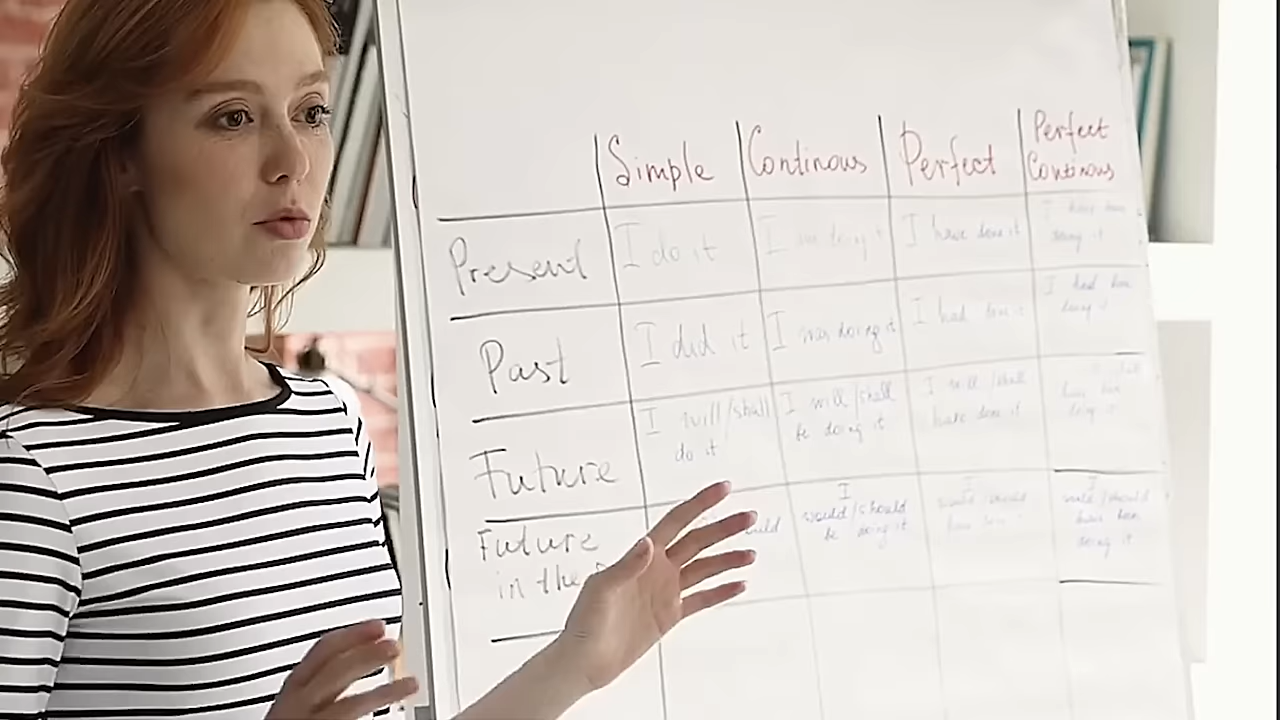 Simple Continous Perfect Perfect
Continous
Present I do it I am doing it I have done it I have been
doing it
Past I did it I was doing it I had done it I had been
doing it
Future I will/shall I will/shall I will/shall
do it be doing it have done it have been
doing it
Future I I
would/should would/should would/should
in the be doing it have been
doing it